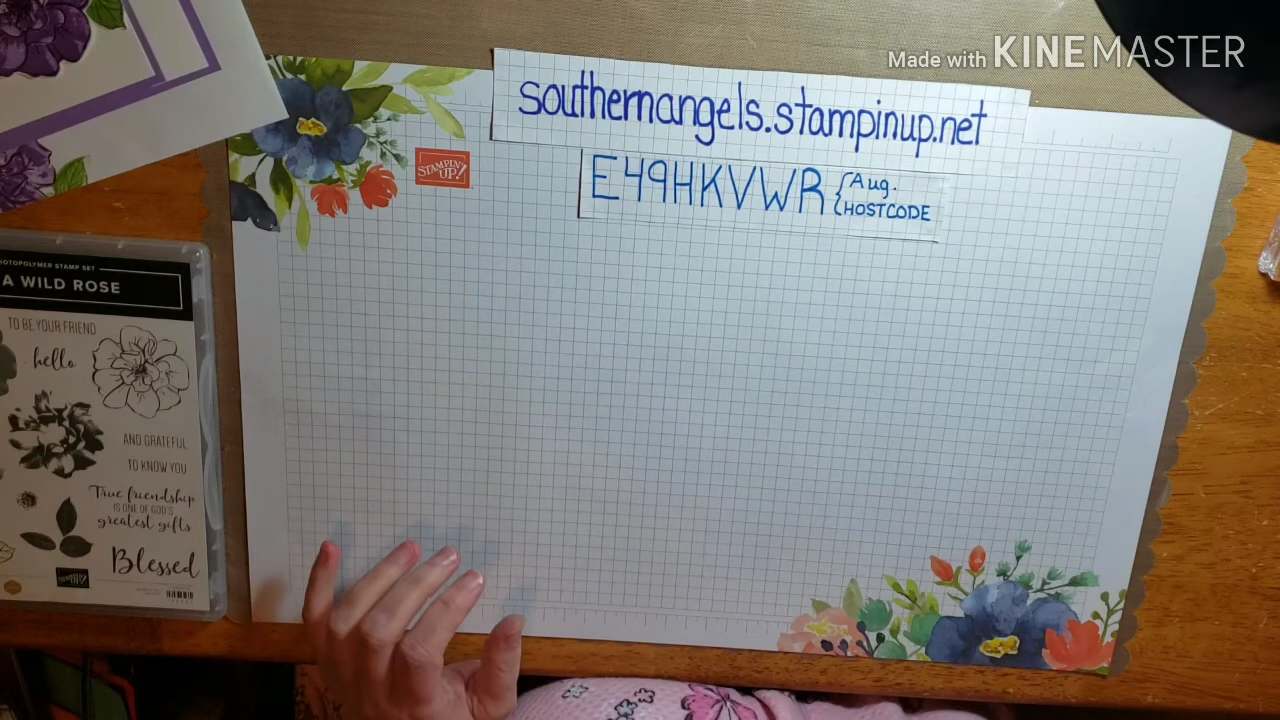 Made with KINEMASTER
southernangels.stampinup.net
STAMPIN' UP!
E49HKVWR {Aug. HOSTCODE
PHOTOPOLYMER STAMP SET
A WILD ROSE
TO BE YOUR FRIEND
hello
AND GRATEFUL
TO KNOW YOU
True friendship
IS ONE OF GOD'S
greatest gifts
Blessed